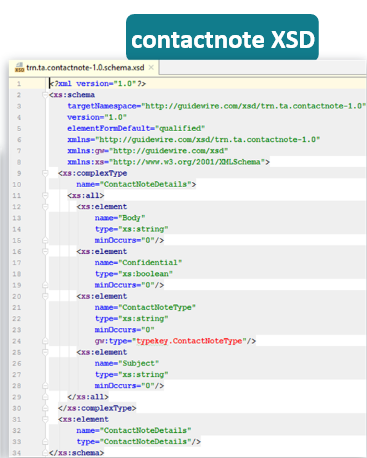 contactnote XSD
trn.ta.contactnote-1.0.schema.xsd ×
1 <?xml version="1.0"?>
2 <xs:schema
3 targetNamespace="http://guidewire.com/xsd/trn.ta.contactnote-1.0"
4 version="1.0"
5 elementFormDefault="qualified"
6 xmlns="http://guidewire.com/xsd/trn.ta.contactnote-1.0"
7 xmlns:gw="http://guidewire.com/xsd"
8 xmlns:xs="http://www.w3.org/2001/XMLSchema">
9 <xs:complexType
10 name="ContactNoteDetails">
11 <xs:all>
12 <xs:element
13 name="Body"
14 type="xs:string"
15 minOccurs="0"/>
16 <xs:element
17 name="Confidential"
18 type="xs:boolean"
19 minOccurs="0"/>
20 <xs:element
21 name="ContactNoteType"
22 type="xs:string"
23 minOccurs="0"
24 gw:type="typekey.ContactNoteType"/>
25 <xs:element
26 name="Subject"
27 type="xs:string"
28 minOccurs="0"/>
29 </xs:all>
30 </xs:complexType>
31 <xs:element
32 name="ContactNoteDetails"
33 type="ContactNoteDetails"/>
34 </xs:schema>